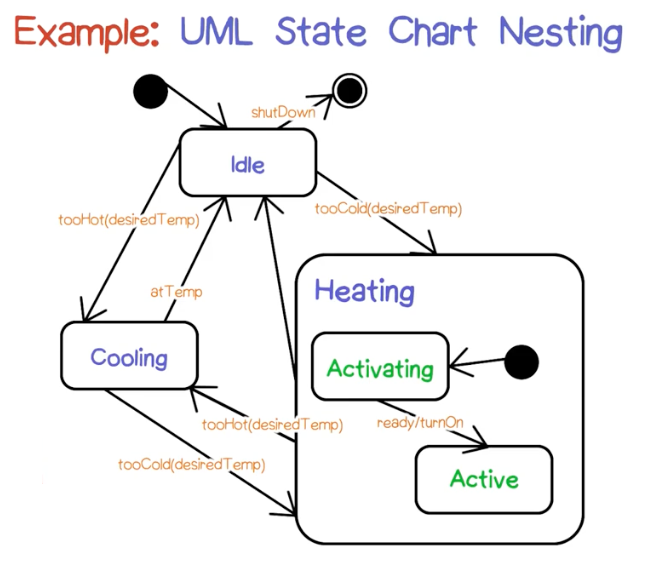 Example: UML State Chart Nesting
shutDown
Idle
tooHot(desiredTemp)
tooCold(desiredTemp)
atTemp
Heating
Cooling
Activating
tooHot(desiredTemp)
ready/turnOn
tooCold(desiredTemp)
Active